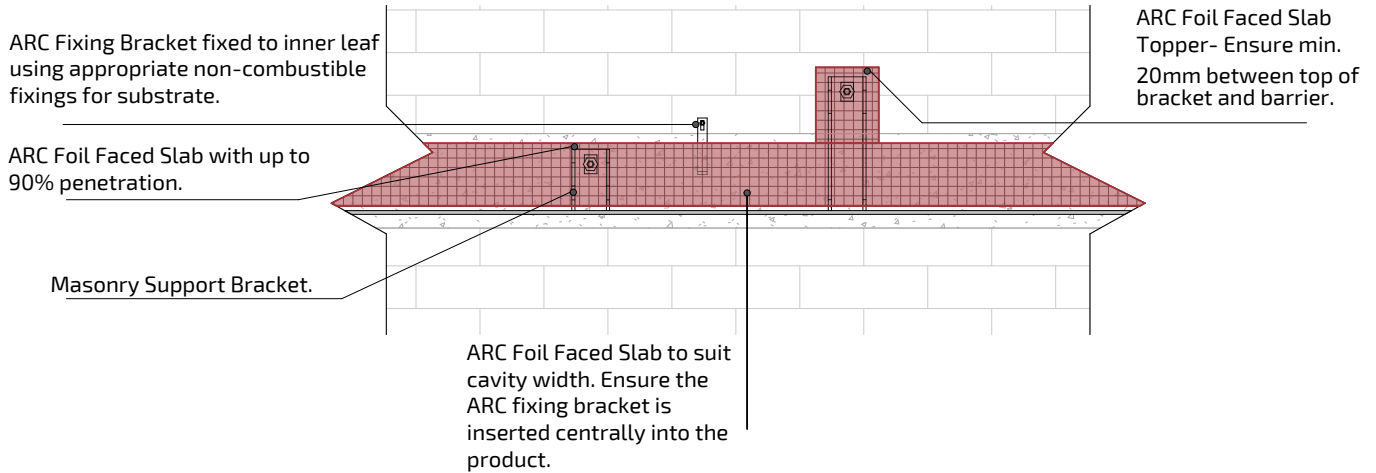 ARC Fixing Bracket fixed to inner leaf
using appropriate non-combustible
fixings for substrate.
ARC Foil Faced Slab with up to
90% penetration.
Masonry Support Bracket.
ARC Foil Faced Slab to suit
cavity width. Ensure the
ARC fixing bracket is
inserted centrally into the
product.
ARC Foil Faced Slab
Topper- Ensure min.
20mm between top of
bracket and barrier.